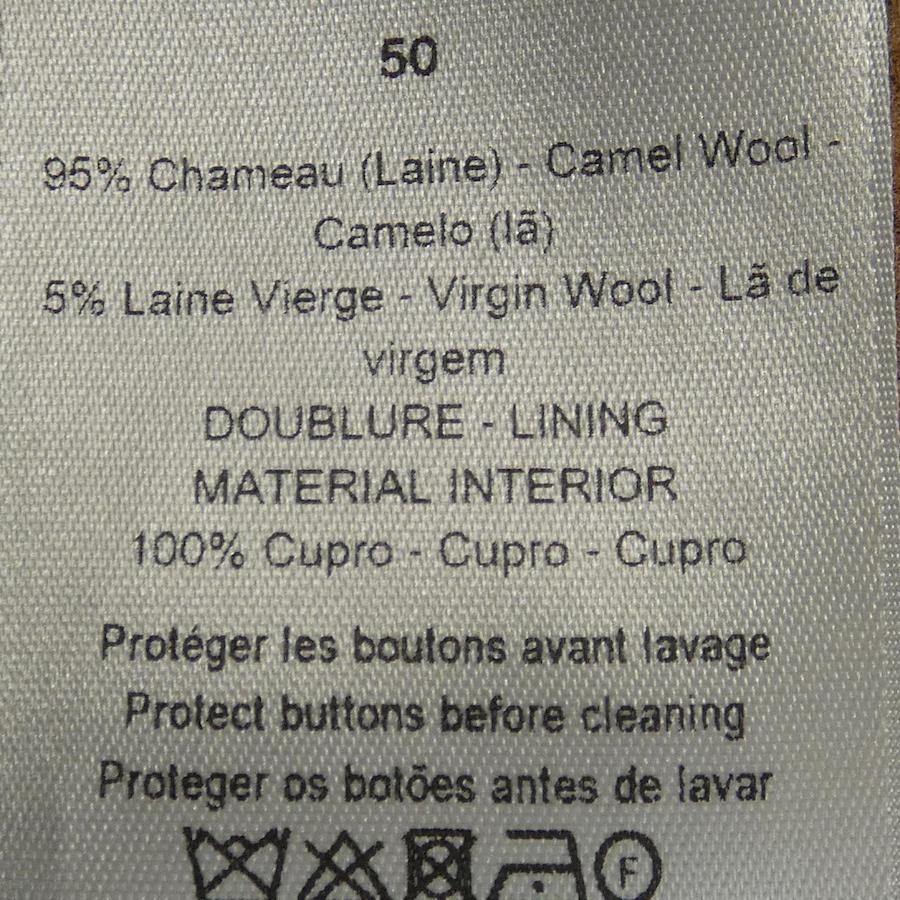 50
95% Chameau (Laine) - Camel Wool -
Camelo (lã)
5% Laine Vierge - Virgin Wool - Lã de
virgem
DOUBLURE - LINING
MATERIAL INTERIOR
100% Cupro - Cupro - Cupro
Protéger les boutons avant lavage
Protect buttons before cleaning
Proteger os botões antes de lavar
F